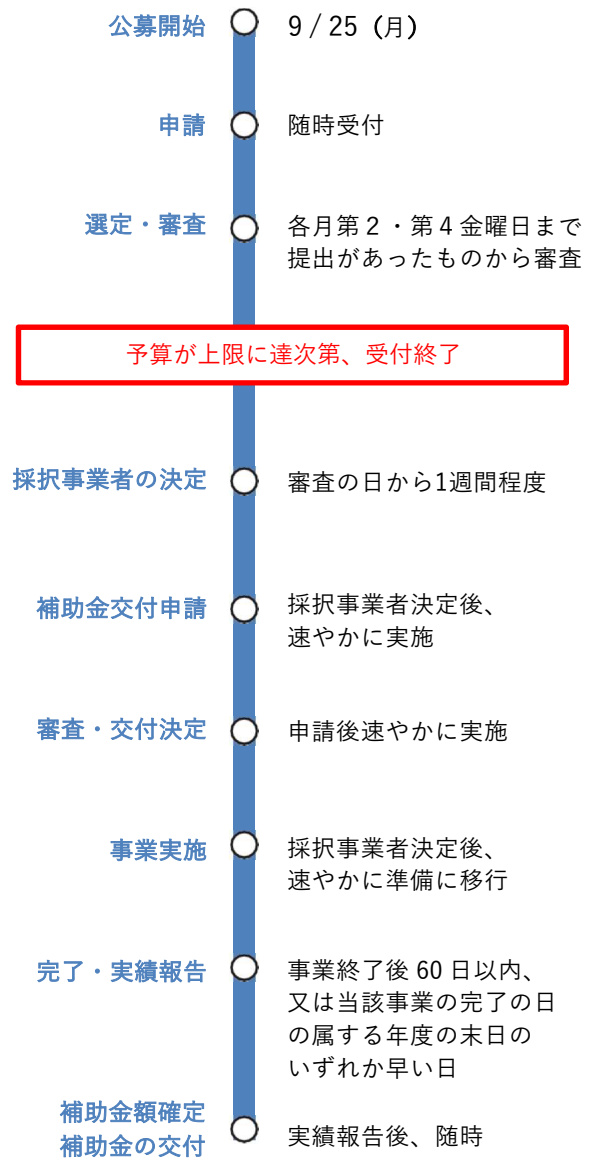 公募開始
9 / 25（月）
申請
随時受付
選定・審査
各月第２・第４金曜日まで
提出があったものから審査
予算が上限に達次第、受付終了
採択事業者の決定
審査の日から1週間程度
補助金交付申請
採択事業者決定後、
速やかに実施
審査・交付決定
申請後速やかに実施
事業実施
採択事業者決定後、
速やかに準備に移行
完了・実績報告
事業終了後 60 日以内、
又は当該事業の完了の日
の属する年度の末日の
いずれか早い日
補助金額確定
補助金の交付
実績報告後、随時